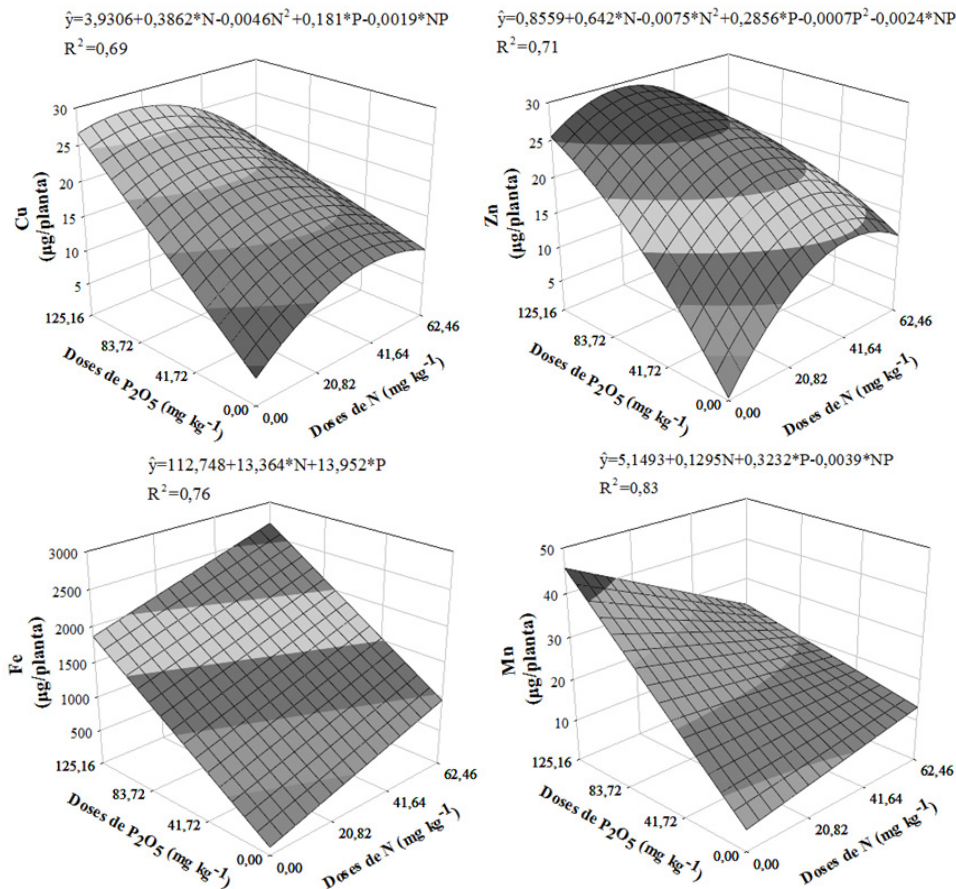 ŷ=3,9306+0,3862*N-0,0046N²+0,181*P-0,0019*NP
R²=0,69
30
25
20
15
10
5
Cu
(µg/planta)
125,16
83,72
41,72
0,00
Doses de P₂O₅ (mg kg⁻¹)
0,00
20,82
41,64
62,46
Doses de N (mg kg⁻¹)
ŷ=0,8559+0,642*N-0,0075*N²+0,2856*P-0,0007P²-0,0024*NP
R²=0,71
30
25
20
15
10
5
Zn
(µg/planta)
125,16
83,72
41,72
0,00
Doses de P₂O₅ (mg kg⁻¹)
0,00
20,82
41,64
62,46
Doses de N (mg kg⁻¹)
ŷ=112,748+13,364*N+13,952*P
R²=0,76
3000
2500
2000
1500
1000
500
Fe
(µg/planta)
125,16
83,72
41,72
0,00
Doses de P₂O₅ (mg kg⁻¹)
0,00
20,82
41,64
62,46
Doses de N (mg kg⁻¹)
ŷ=5,1493+0,1295N+0,3232*P-0,0039*NP
R²=0,83
50
40
30
20
10
Mn
(µg/planta)
125,16
83,72
41,72
0,00
Doses de P₂O₅ (mg kg⁻¹)
0,00
20,82
41,64
62,46
Doses de N (mg kg⁻¹)